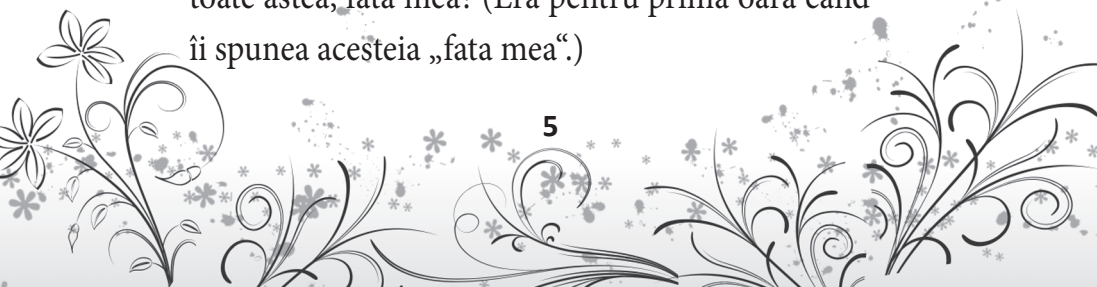 toate astea, fata mea? (Era pentru prima oară când
îi spunea acesteia „fata mea“.)
5